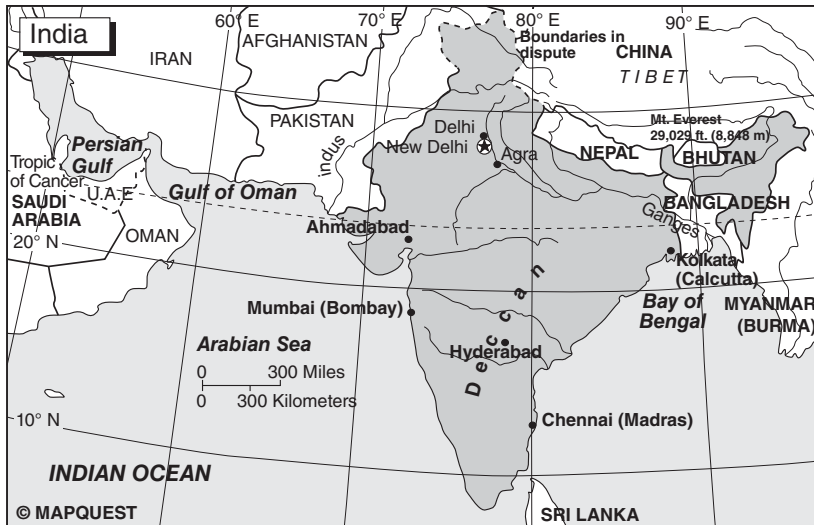 60° E
70° E
80° E
90° E
India
IRAN
AFGHANISTAN
Boundaries in
dispute
CHINA
TIBET
PAKISTAN
Indus
Delhi
New Delhi
Agra
Mt. Everest
29,029 ft. (8,848 m)
NEPAL
BHUTAN
Persian
Gulf
Tropic
of Cancer
U.A.E
Gulf of Oman
SAUDI
ARABIA
20° N
OMAN
Ahmadabad
BANGLADESH
Ganges
Kolkata
(Calcutta)
Mumbai (Bombay)
Deccan
Bay of
Bengal
MYANMAR
(BURMA)
Arabian Sea
Hyderabad
0 300 Miles
0 300 Kilometers
10° N
Chennai (Madras)
INDIAN OCEAN
© MAPQUEST
SRI LANKA